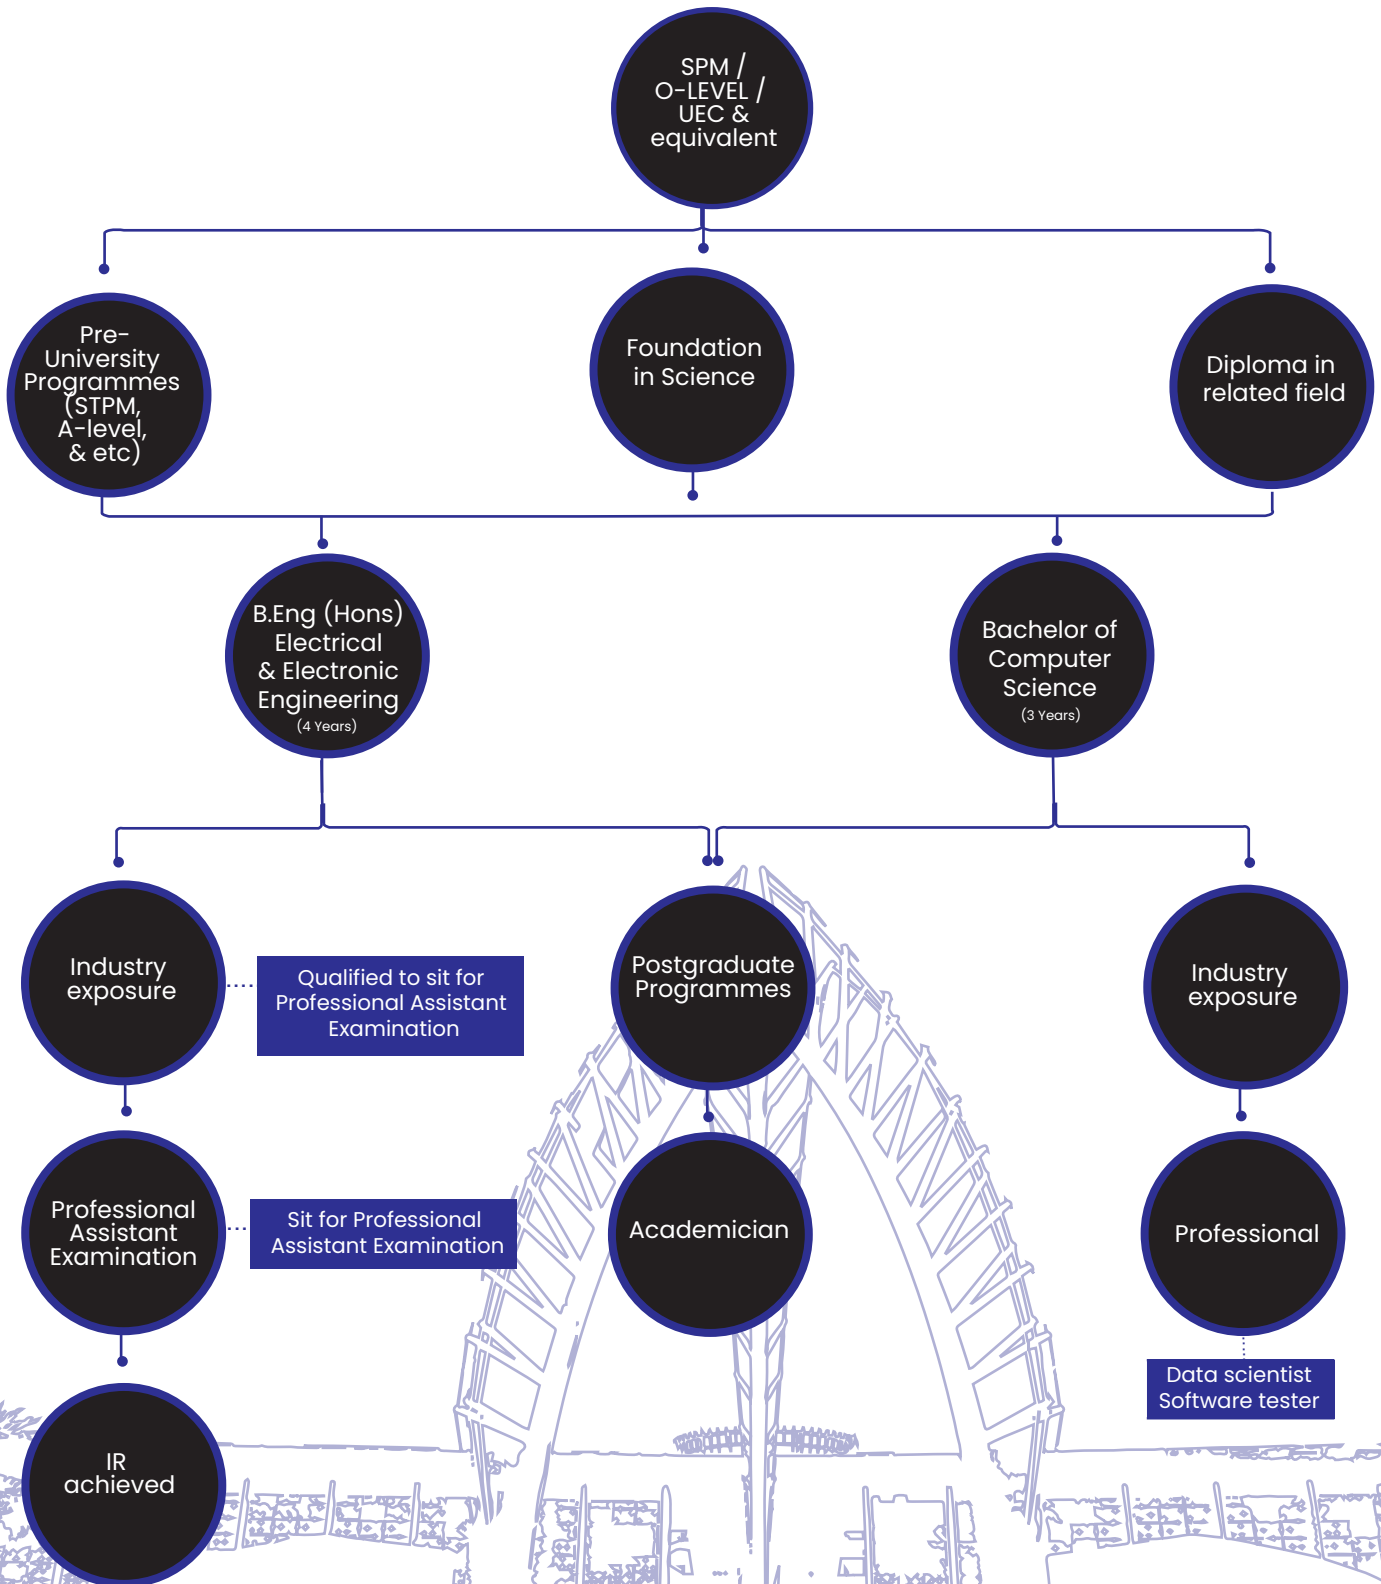 SPM /
O-LEVEL /
UEC &
equivalent
Pre-
University
Programmes
(STPM,
A-level,
& etc)
Foundation
in Science
Diploma in
related field
B.Eng (Hons)
Electrical
& Electronic
Engineering
(4 Years)
Bachelor of
Computer
Science
(3 Years)
Industry
exposure
Qualified to sit for
Professional Assistant
Examination
Postgraduate
Programmes
Industry
exposure
Professional
Assistant
Examination
Sit for Professional
Assistant Examination
Academician
Professional
Data scientist
Software tester
IR
achieved